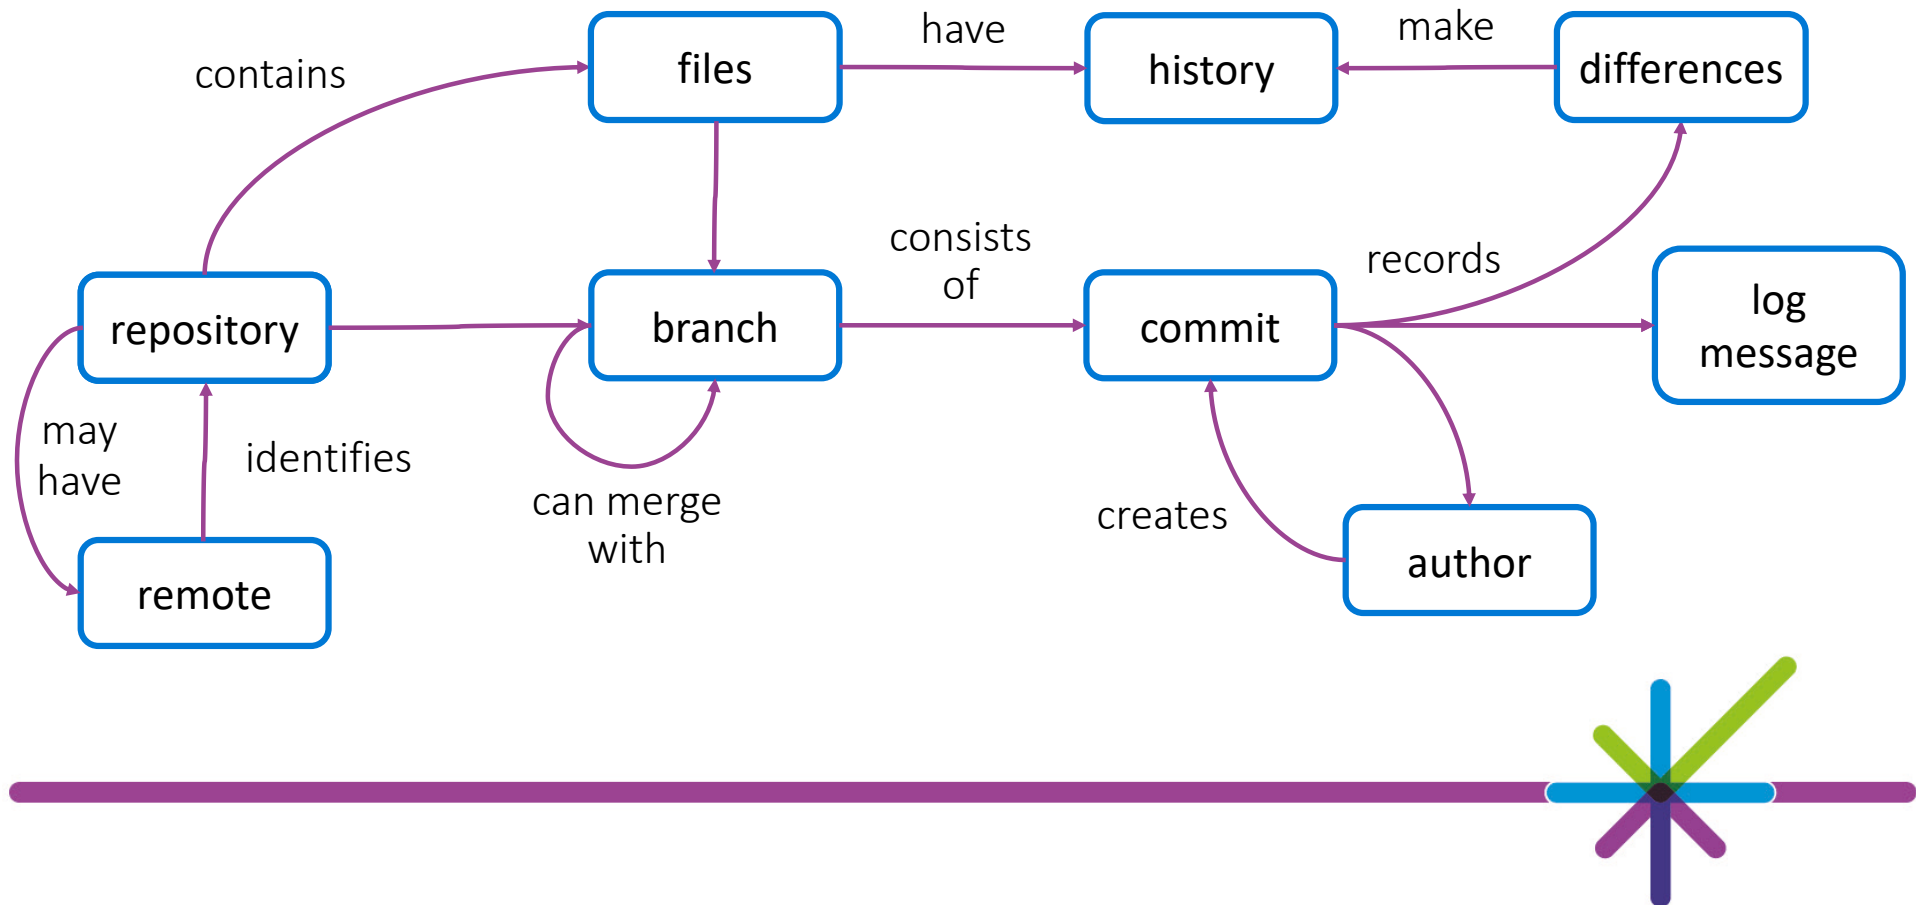 contains
files
have
history
make
differences
repository
branch
consists
of
commit
records
log
message
may
have
identifies
can merge
with
creates
remote
author